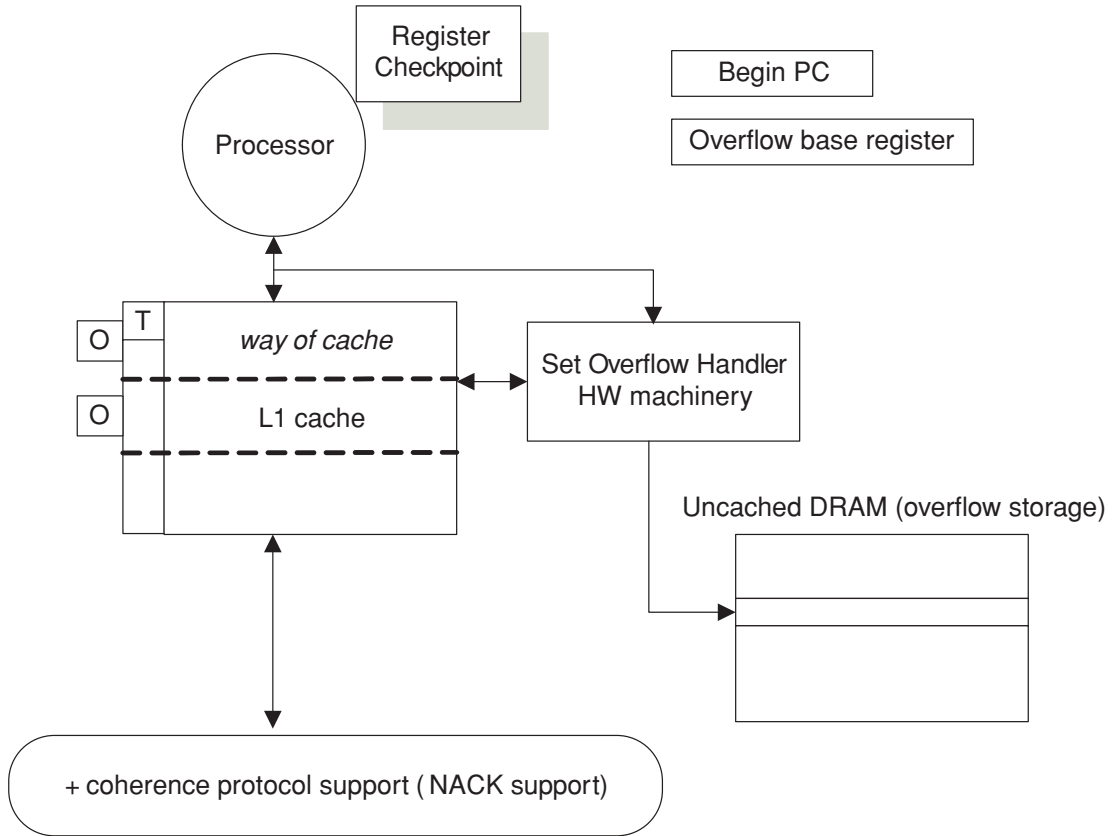 Register
Checkpoint
Begin PC
Processor
Overflow base register
T
O
way of cache
Set Overflow Handler
HW machinery
O
L1 cache
Uncached DRAM (overflow storage)
+ coherence protocol support ( NACK support)